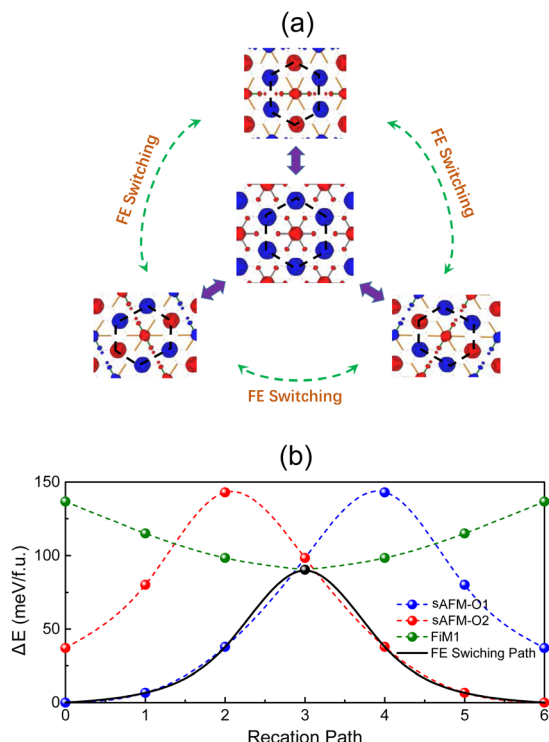 (a)
FE Switching
FE Switching
FE Switching
(b)
ΔE (meV/f.u.)
150
100
50
0
sAFM-O1
sAFM-O2
FiM1
FE Swiching Path
0 1 2 3 4 5 6
Recation Path